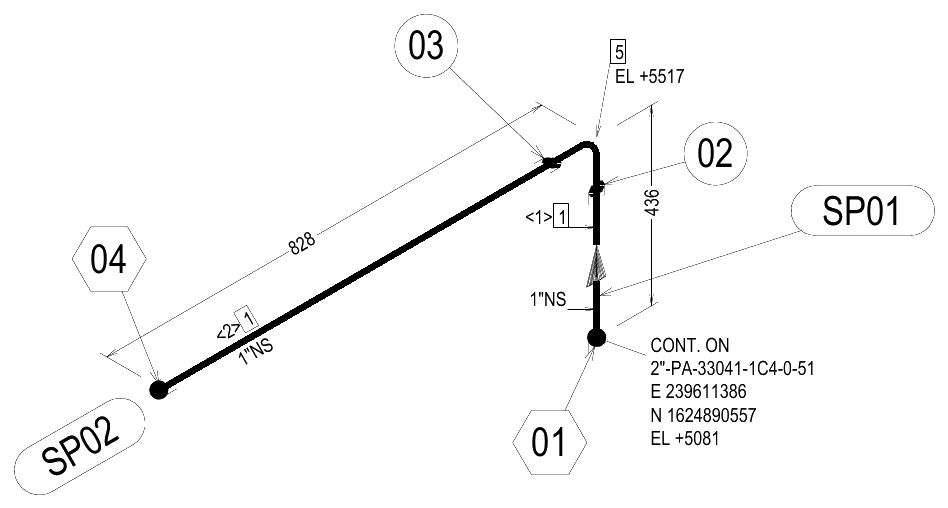 03
5
EL +5517
02
436
<1> 1
SP01
828
04
1"NS
<2> 1
1"NS
CONT. ON
2"-PA-33041-1C4-0-51
E 239611386
N 1624890557
EL +5081
SP02
01